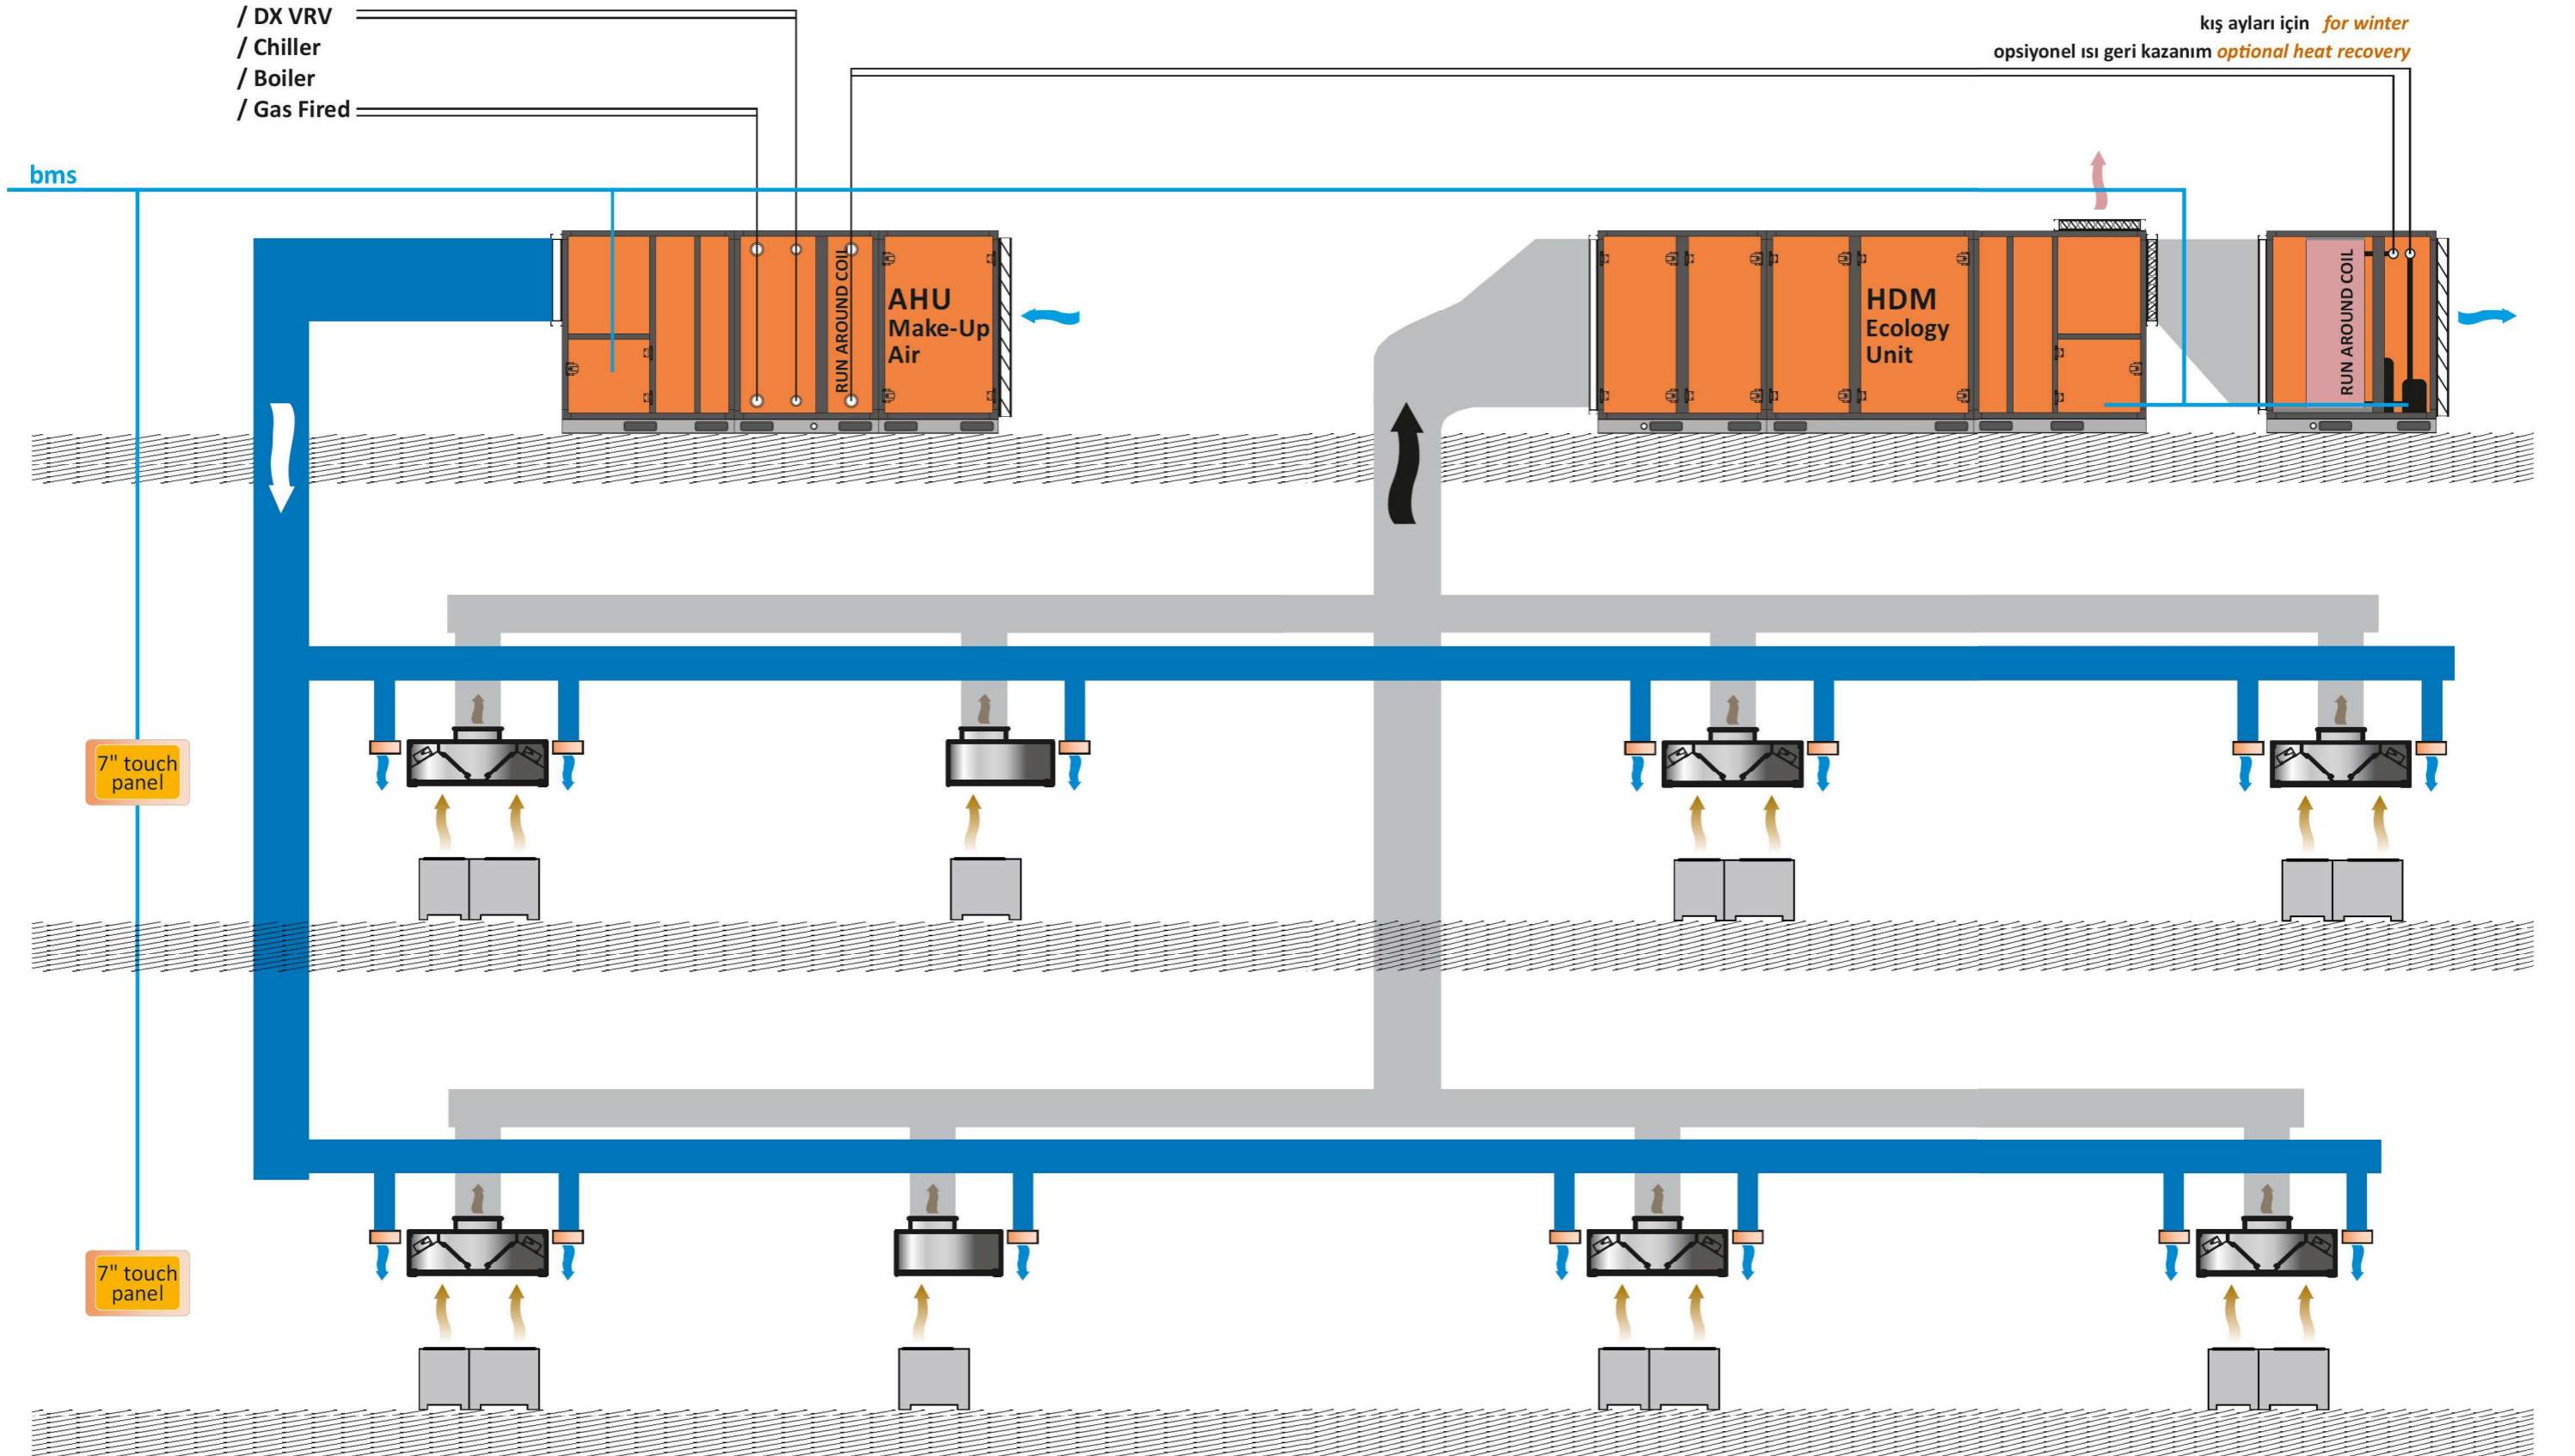 / DX VRV
/ Chiller
/ Boiler
/ Gas Fired
kış ayları için for winter
opsiyonel ısı geri kazanım optional heat recovery
bms
RUN AROUND COIL
AHU
Make-Up
Air
HDM
Ecology
Unit
RUN AROUND COIL
7" touch
panel
7" touch
panel